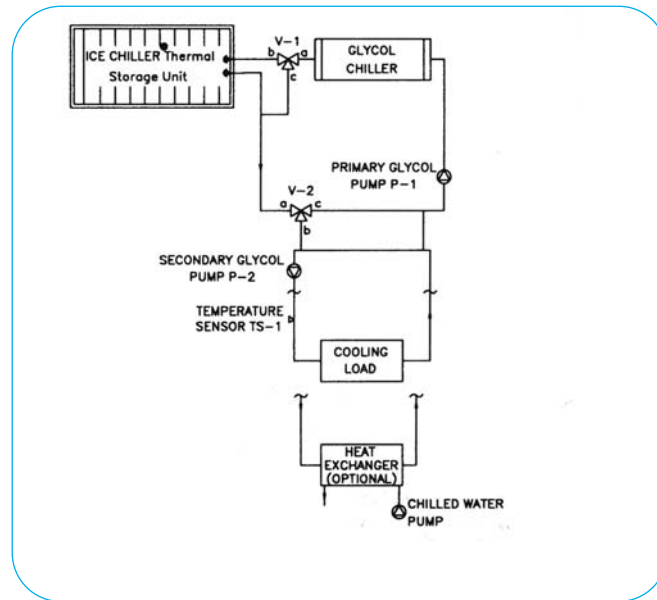 ICE CHILLER Thermal
Storage Unit
b
V-1
a
c
GLYCOL
CHILLER
PRIMARY GLYCOL
PUMP P-1
V-2
a
c
b
SECONDARY GLYCOL
PUMP P-2
TEMPERATURE
SENSOR TS-1
COOLING
LOAD
HEAT
EXCHANGER
(OPTIONAL)
CHILLED WATER
PUMP